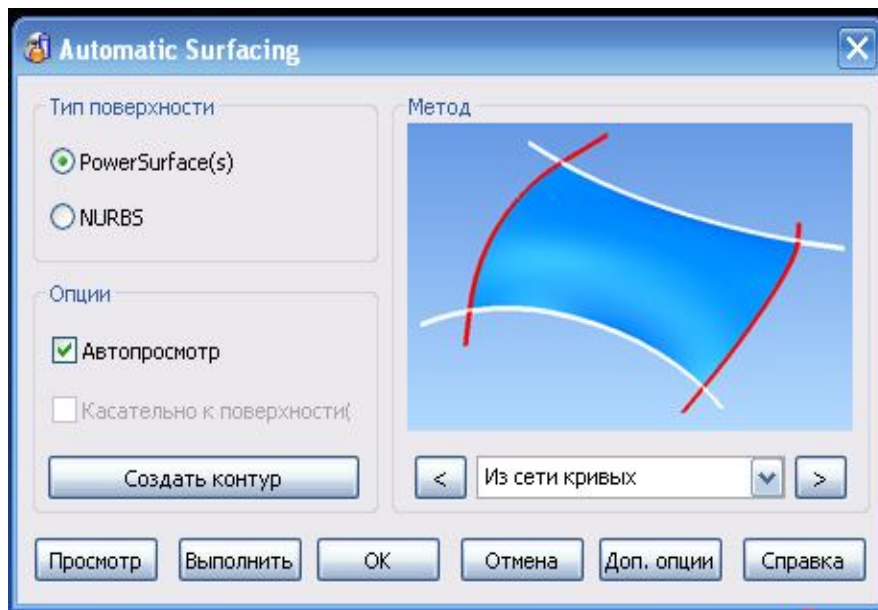 Automatic Surfacing
Тип поверхности
PowerSurface(s)
NURBS
Опции
Автопросмотр
Касательно к поверхности(
Создать контур
Метод
<
Из сети кривых
>
Просмотр
Выполнить
OK
Отмена
Доп. опции
Справка